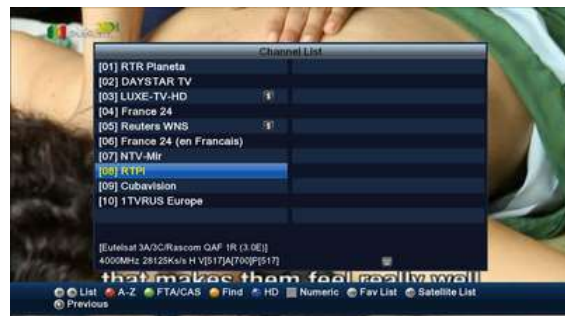 Channel List
[01] RTR Planeta
[02] DAYSTAR TV
[03] LUXE-TV-HD
[04] France 24
[05] Reuters WNS
[06] France 24 (en Francais)
[07] NTV-Mir
[08] RTPi
[09] Cubavision
[10] 1TVRUS Europe
[Eutelsat 3A/3C/Rascom QAF 1R (3.0E)]
4000MHz 28125Ks/s H V[517]A[700]P[517]
that makes them feel really well
List A-Z FTA/CAS Find HD Numeric Fav List Satellite List
Previous